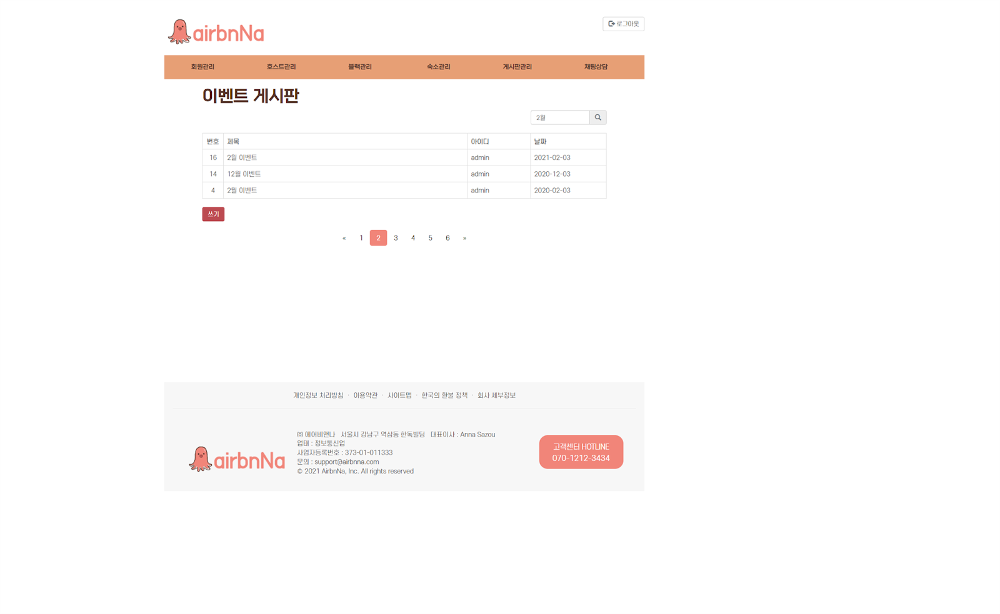 airbnNa
로그아웃
회원관리 호스트관리 블랙관리 숙소관리 게시판관리 채팅상담
이벤트 게시판
2월
번호 제목 아이디 날짜
16 2월 이벤트 admin 2021-02-03
14 12월 이벤트 admin 2020-12-03
4 2월 이벤트 admin 2020-02-03
쓰기
« 1 2 3 4 5 6 »
개인정보 처리방침 · 이용약관 · 사이트맵 · 한국의 환불 정책 · 회사 세부정보
airbnNa
㈜ 에어비앤나 서울시 강남구 역삼동 한독빌딩 대표이사 : Anna Sazou
업태 : 정보통신업
사업자등록번호 : 373-01-011333
문의 : support@airbnna.com
© 2021 AirbnNa, Inc. All rights reserved
고객센터 HOTLINE
070-1212-3434